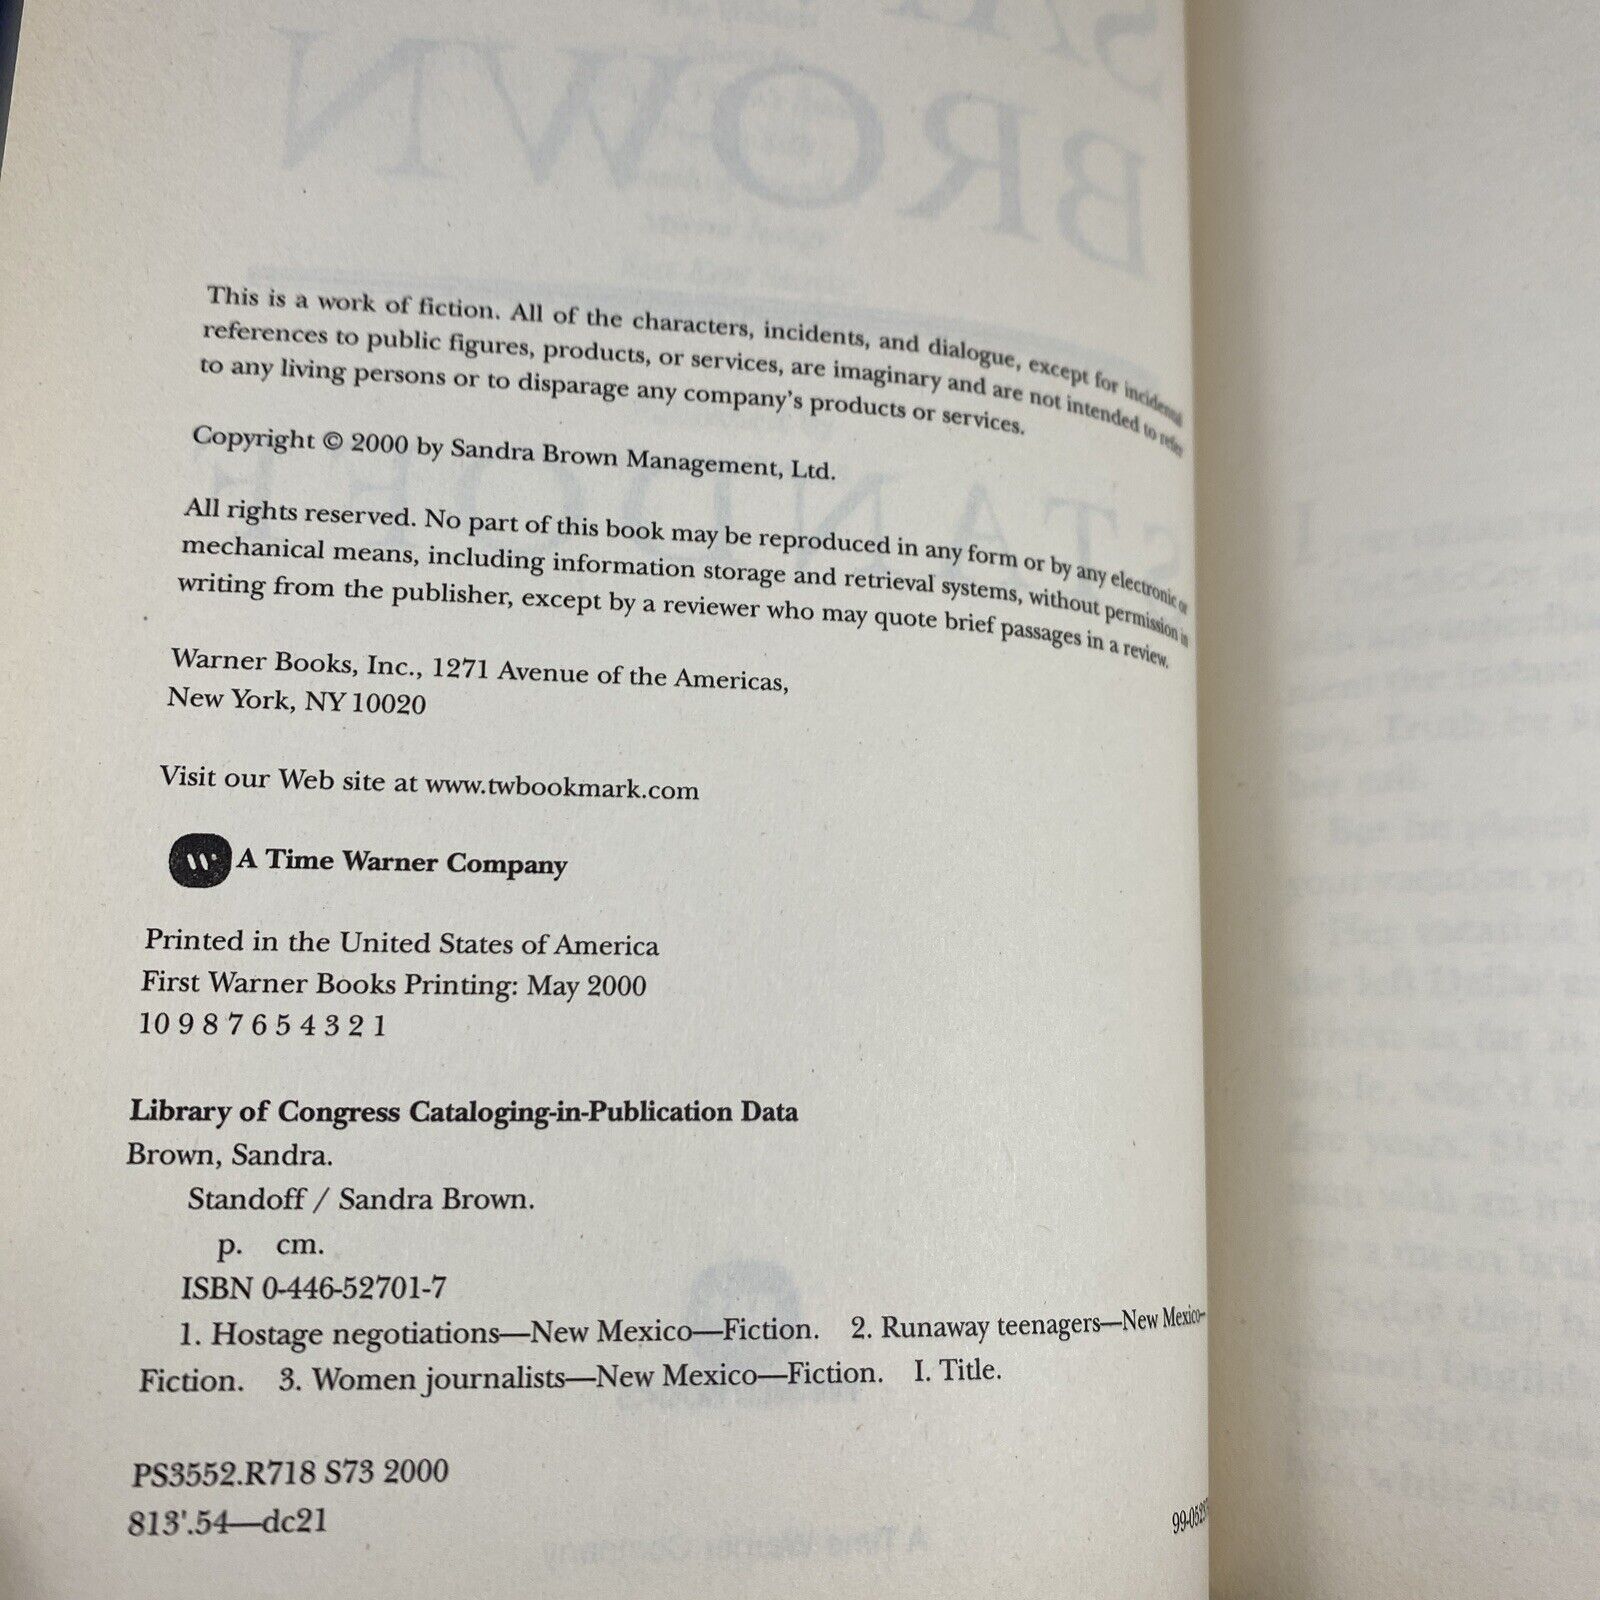 This is a work of fiction. All of the characters, incidents, and dialogue, except for incidental
references to public figures, products, or services, are imaginary and are not intended to refer
to any living persons or to disparage any company's products or services.
Copyright © 2000 by Sandra Brown Management, Ltd.
All rights reserved. No part of this book may be reproduced in any form or by any electronic or
mechanical means, including information storage and retrieval systems, without permission in
writing from the publisher, except by a reviewer who may quote brief passages in a review.
Warner Books, Inc., 1271 Avenue of the Americas,
New York, NY 10020
Visit our Web site at www.twbookmark.com
A Time Warner Company
Printed in the United States of America
First Warner Books Printing: May 2000
10 9 8 7 6 5 4 3 2 1
Library of Congress Cataloging-in-Publication Data
Brown, Sandra.
Standoff / Sandra Brown.
p. cm.
ISBN 0-446-52701-7
1. Hostage negotiations—New Mexico—Fiction. 2. Runaway teenagers—New Mexico—
Fiction. 3. Women journalists—New Mexico—Fiction. I. Title.
PS3552.R718 S73 2000
813'.54—dc21